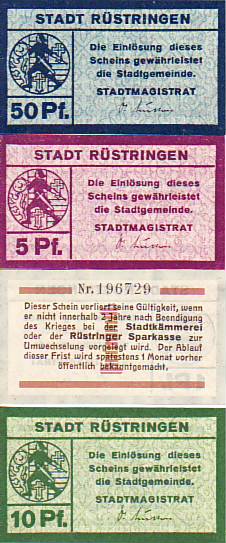 STADT RÜSTRINGEN
Die Einlösung dieses
Scheins gewährleistet
die Stadtgemeinde.
STADTMAGISTRAT
50 Pf.
STADT RÜSTRINGEN
Die Einlösung dieses
Scheins gewährleistet
die Stadtgemeinde.
STADTMAGISTRAT
5 Pf.
Nr. 196729
Dieser Schein verliert seine Gültigkeit, wenn
er nicht innerhalb 2 Jahre nach Beendigung
des Krieges bei der Stadtkämmerei
oder der Rüstringer Sparkasse zur
Umwechselung vorgelegt wird. Der Ablauf
dieser Frist wird spätestens 1 Monat vorher
öffentlich bekanntgemacht.
STADT RÜSTRINGEN
Die Einlösung dieses
Scheins gewährleistet
die Stadtgemeinde.
STADTMAGISTRAT
10 Pf.